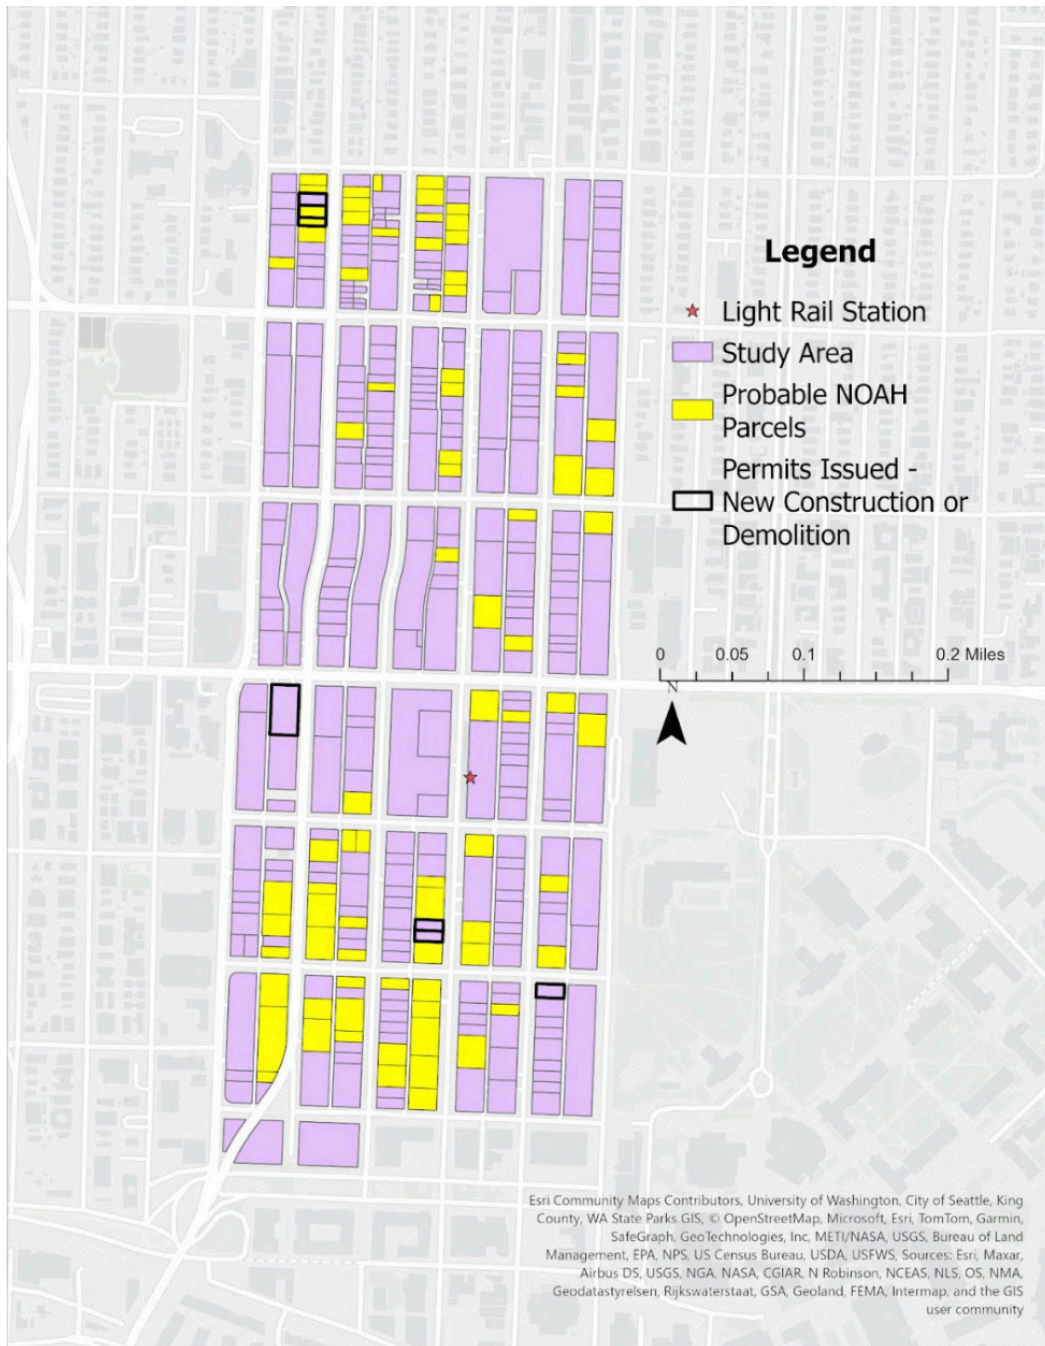 Legend
Light Rail Station
Study Area
Probable NOAH
Parcels
Permits Issued -
New Construction or
Demolition
0 0.05 0.1 0.2 Miles
N
Esri Community Maps Contributors, University of Washington, City of Seattle, King
County, WA State Parks GIS, © OpenStreetMap, Microsoft, Esri, TomTom, Garmin,
SafeGraph, GeoTechnologies, Inc, METI/NASA, USGS, Bureau of Land
Management, EPA, NPS, US Census Bureau, USDA, USFWS, Sources: Esri, Maxar,
Airbus DS, USGS, NGA, NASA, CGIAR, N Robinson, NCEAS, NLS, OS, NMA,
Geodatastyrelsen, Rijkswaterstaat, GSA, Geoland, FEMA, Intermap, and the GIS
user community